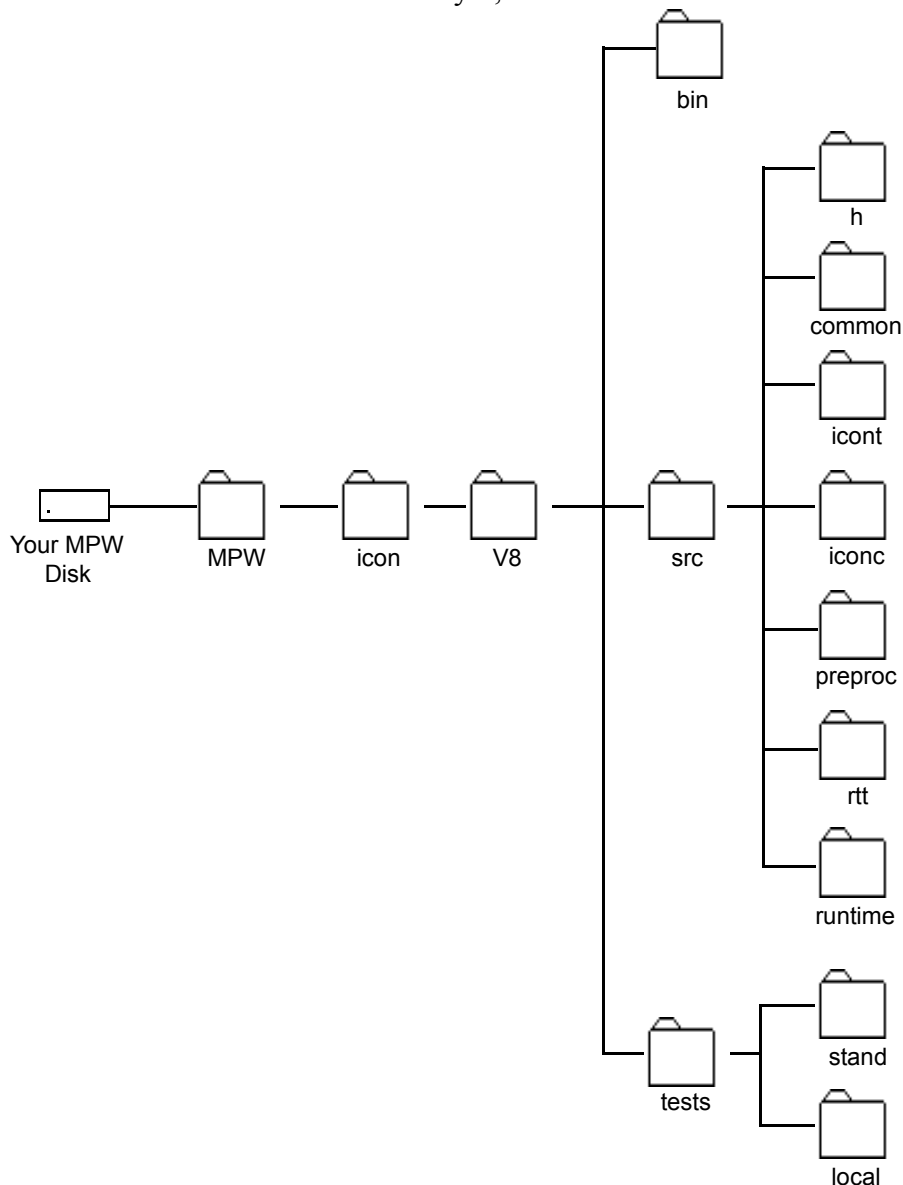 bin
h
common
icont
Your MPW
Disk
MPW
icon
V8
src
iconc
preproc
rtt
runtime
tests
stand
local